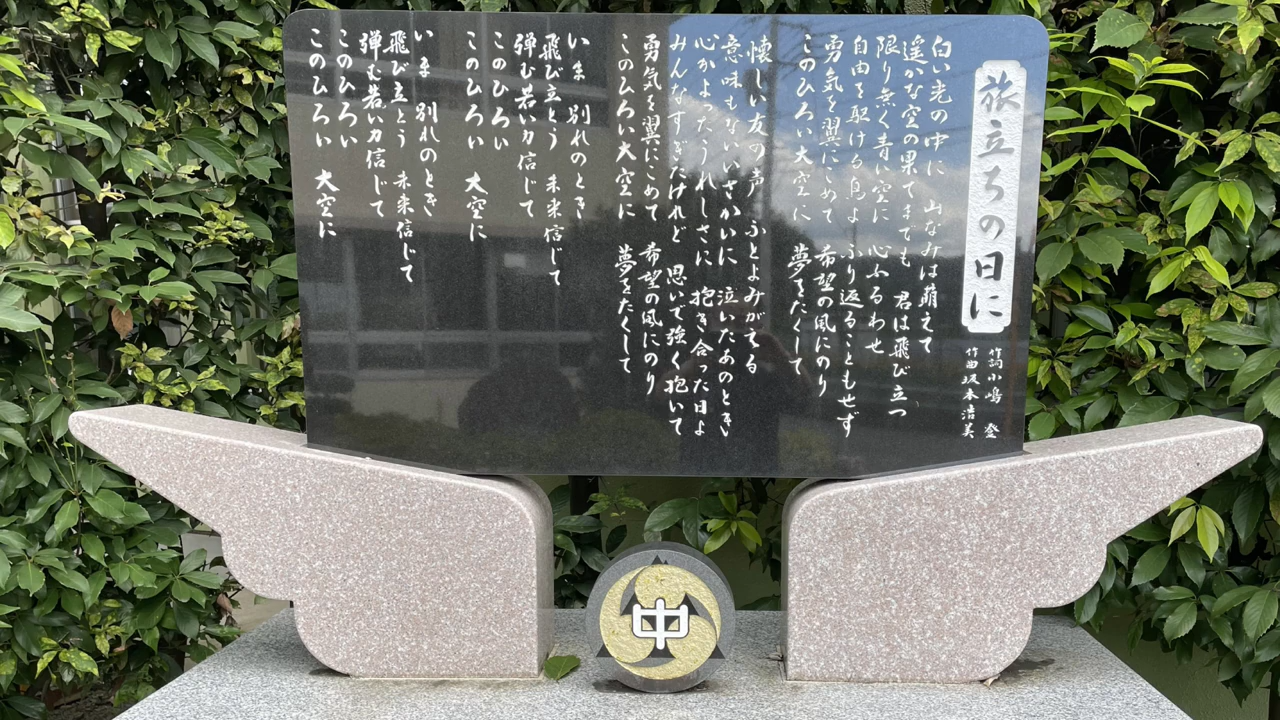 旅立ちの日に
作詞 小嶋 登
作曲 坂本 浩美
白い光の中に 山なみは萌えて
遥かな空の果てまでも 君は飛び立つ
限り無く青い空に 心ふるわせ
自由を駆ける鳥よ ふり返ることもせず
勇気を翼にこめて 希望の風にのり
このひろい大空に 夢をたくして
懐しい友の声 ふとよみがえる
意味もないいさかいに 泣いたあのとき
心かよったうれしさに 抱き合った日よ
みんなすぎたけれど 思いで強く抱いて
勇気を翼にこめて 希望の風にのり
このひろい大空に 夢をたくして
いま 別れのとき
飛び立とう 未来信じて
弾む若い力信じて
このひろい
このひろい 大空に
いま 別れのとき
飛び立とう 未来信じて
弾む若い力信じて
このひろい
このひろい 大空に
中